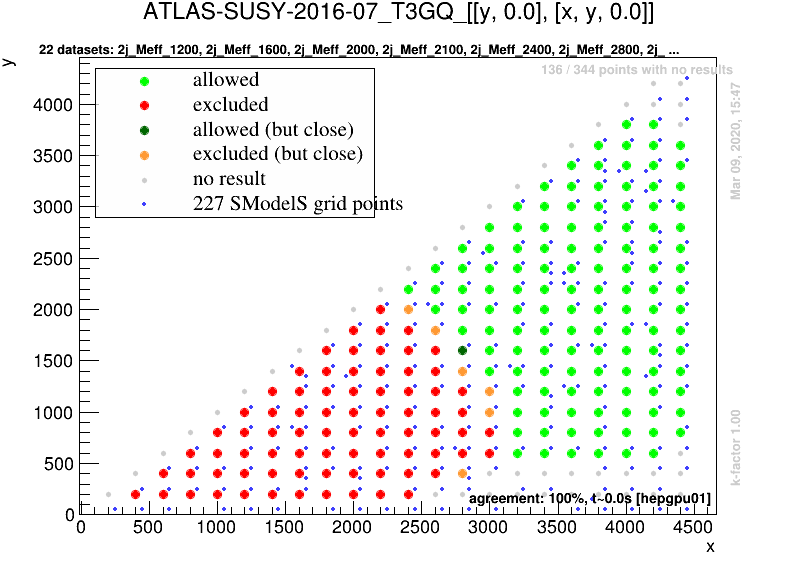 ATLAS-SUSY-2016-07_T3GQ_[[y, 0.0], [x, y, 0.0]]
22 datasets: 2j_Meff_1200, 2j_Meff_1600, 2j_Meff_2000, 2j_Meff_2100, 2j_Meff_2400, 2j_Meff_2800, 2j_ ...
y
136 / 344 points with no results
allowed
excluded
allowed (but close)
excluded (but close)
no result
227 SModelS grid points
4000
3500
3000
2500
2000
1500
1000
500
0
Mar 09, 2020, 15:47
k-factor 1.00
agreement: 100%, t~0.0s [hepgpu01]
0 500 1000 1500 2000 2500 3000 3500 4000 4500
x